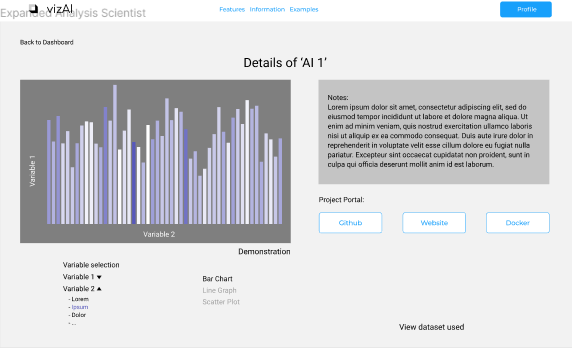 Expanded Analysis Scientist
vizAI
Features Information Examples
Profile
Back to Dashboard
Details of ‘AI 1’
Variable 1
Variable 2
Demonstration
Variable selection
Variable 1 ▼
Variable 2 ▲
- Lorem
- Ipsum
- Dolor
- ...
Bar Chart
Line Graph
Scatter Plot
Notes:
Lorem ipsum dolor sit amet, consectetur adipiscing elit, sed do
eiusmod tempor incididunt ut labore et dolore magna aliqua. Ut
enim ad minim veniam, quis nostrud exercitation ullamco laboris
nisi ut aliquip ex ea commodo consequat. Duis aute irure dolor in
reprehenderit in voluptate velit esse cillum dolore eu fugiat nulla
pariatur. Excepteur sint occaecat cupidatat non proident, sunt in
culpa qui officia deserunt mollit anim id est laborum.
Project Portal:
Github
Website
Docker
View dataset used